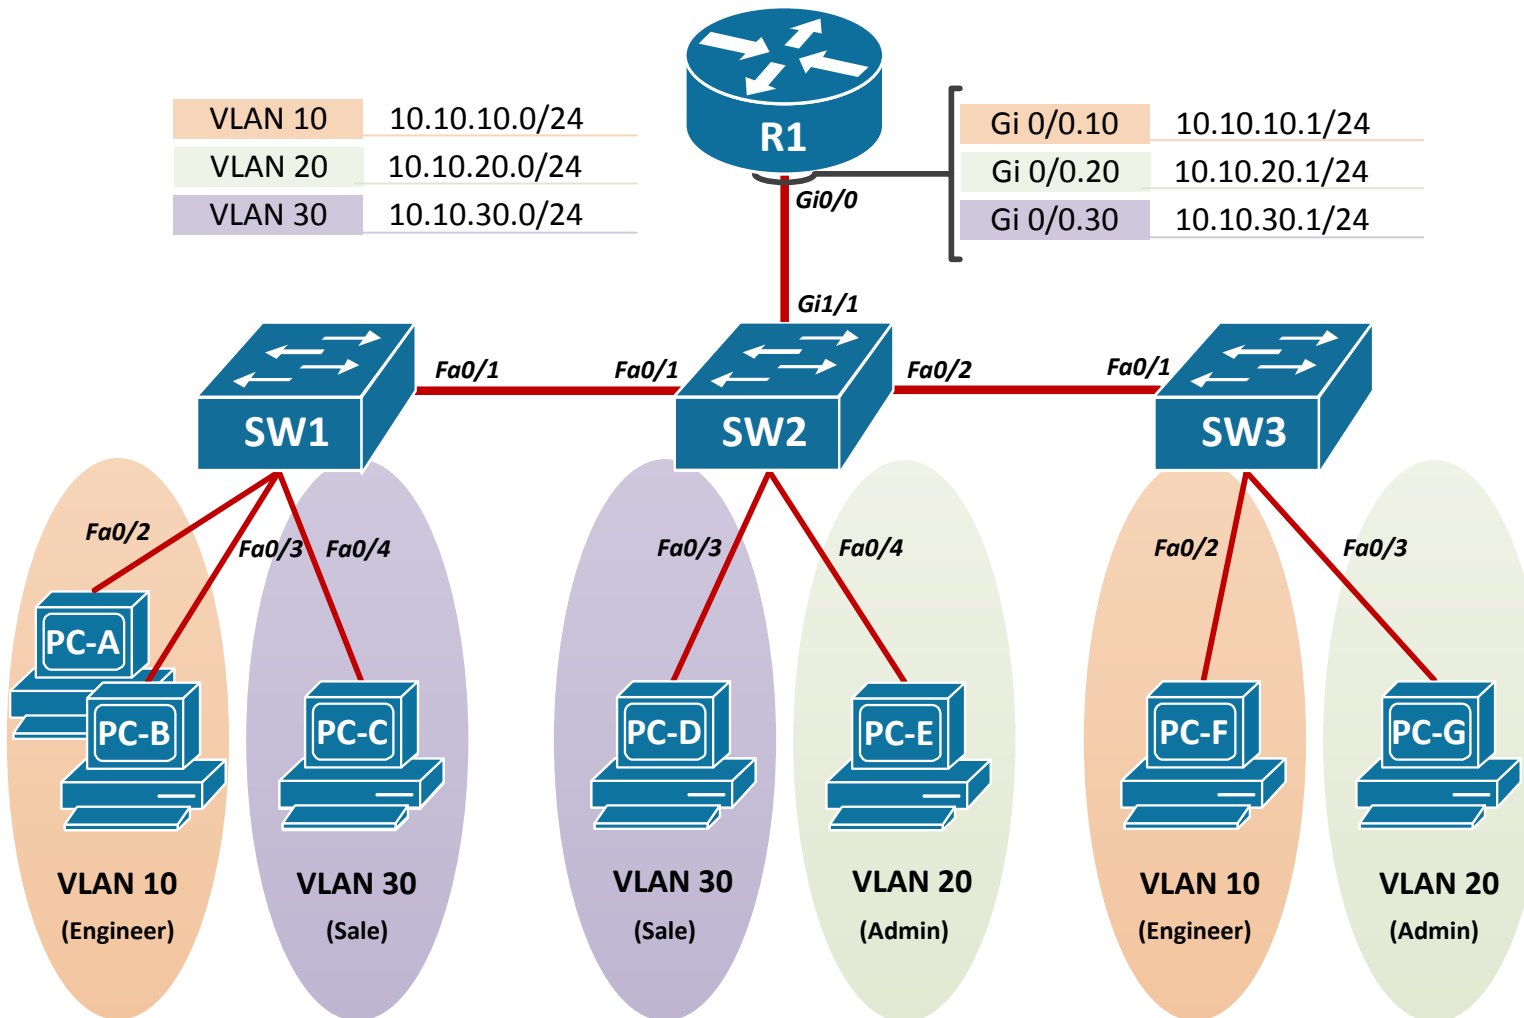 R1
VLAN 10 10.10.10.0/24
VLAN 20 10.10.20.0/24
VLAN 30 10.10.30.0/24
Gi 0/0.10 10.10.10.1/24
Gi 0/0.20 10.10.20.1/24
Gi 0/0.30 10.10.30.1/24
Gi0/0
Gi1/1
Fa0/1 Fa0/1 Fa0/2 Fa0/1
SW1 SW2 SW3
Fa0/2 Fa0/3 Fa0/4 Fa0/3 Fa0/4 Fa0/2 Fa0/3
PC-A
PC-B PC-C PC-D PC-E PC-F PC-G
VLAN 10 VLAN 30 VLAN 30 VLAN 20 VLAN 10 VLAN 20
(Engineer) (Sale) (Sale) (Admin) (Engineer) (Admin)